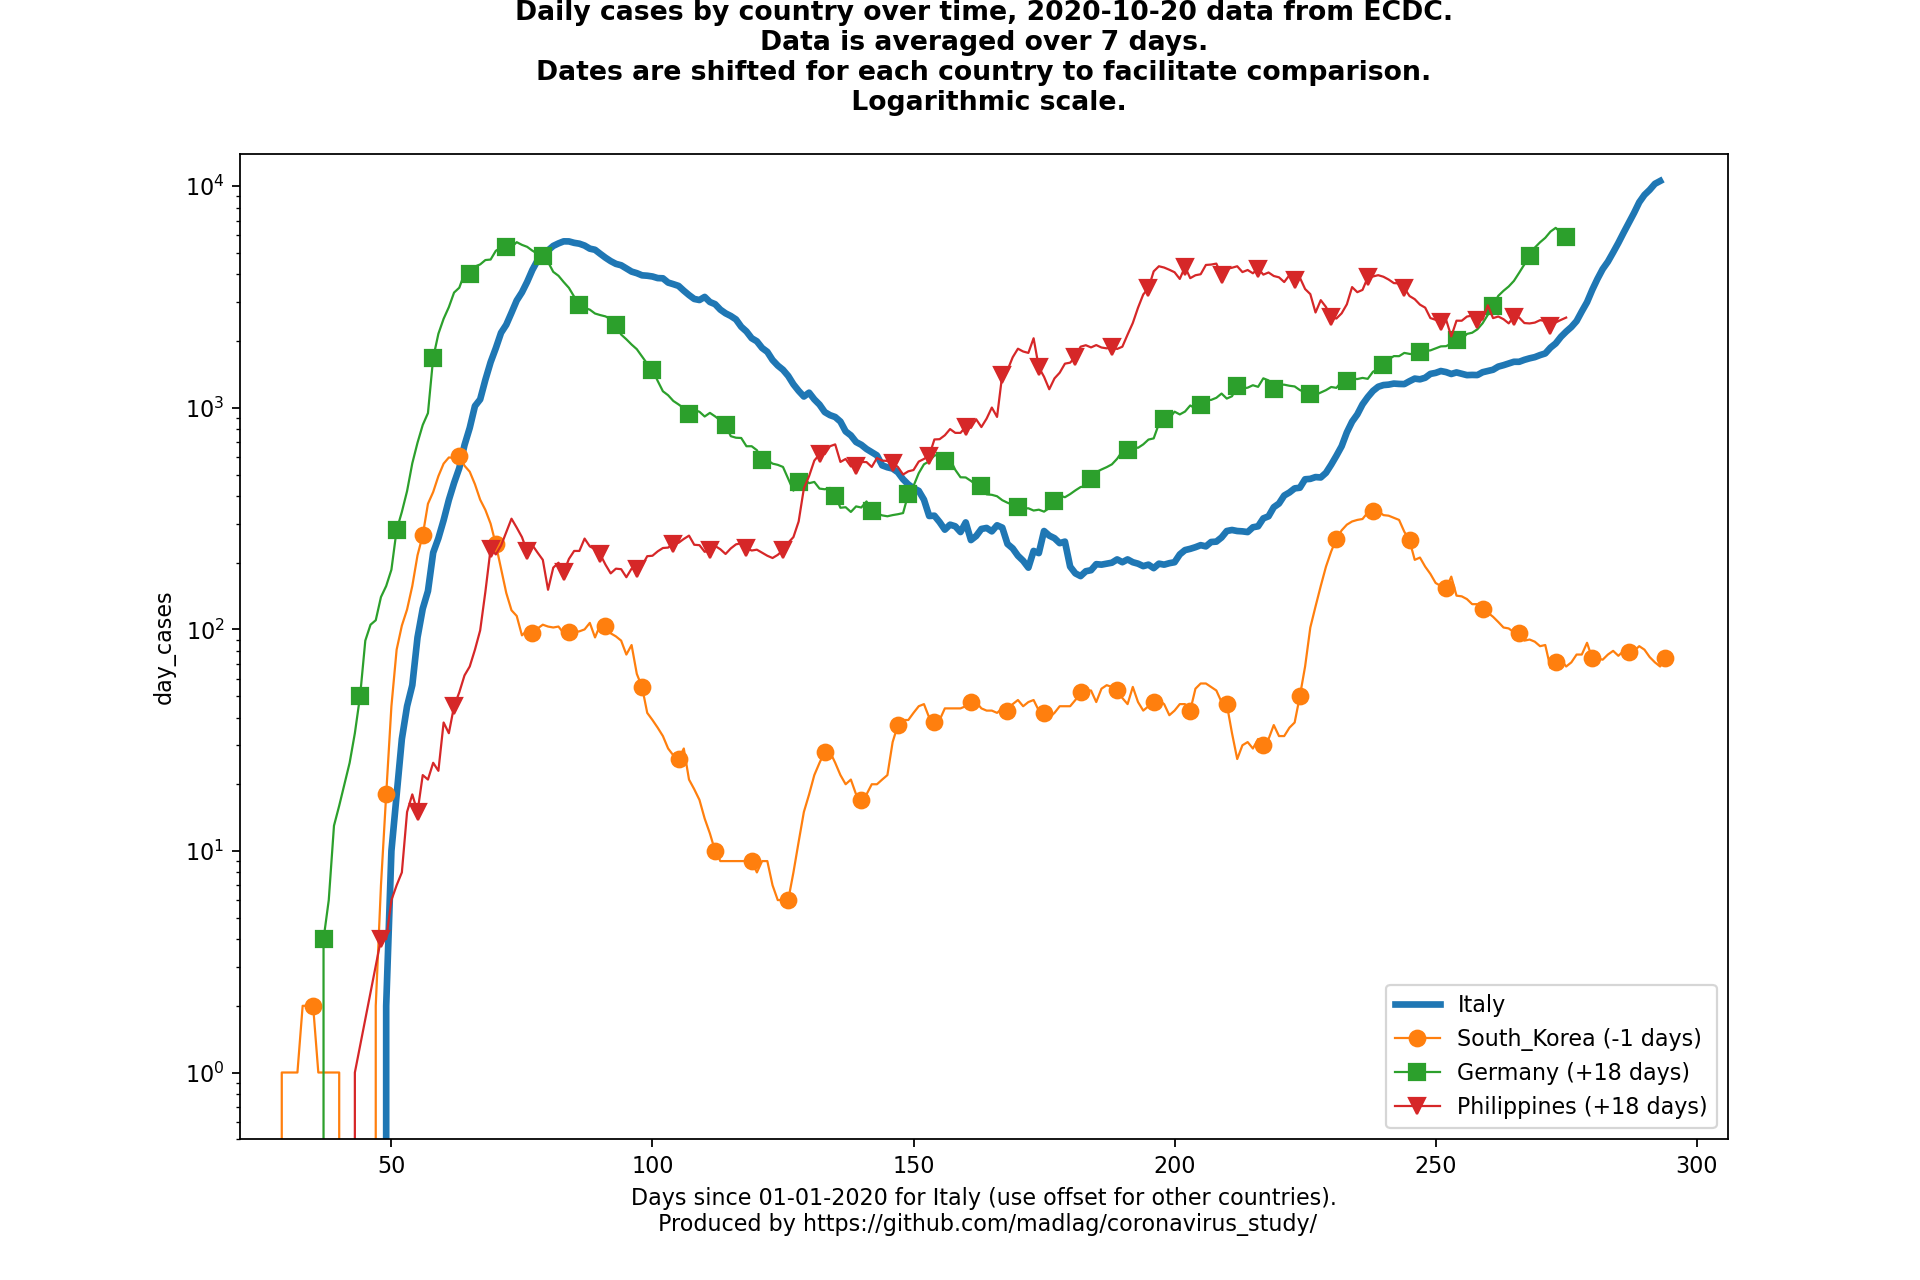 Daily cases by country over time, 2020-10-20 data from ECDC.
Data is averaged over 7 days.
Dates are shifted for each country to facilitate comparison.
Logarithmic scale.
10^4
10^3
10^2
10^1
10^0
day_cases
50 100 150 200 250 300
Days since 01-01-2020 for Italy (use offset for other countries).
Produced by https://github.com/madlag/coronavirus_study/
Italy
South_Korea (-1 days)
Germany (+18 days)
Philippines (+18 days)